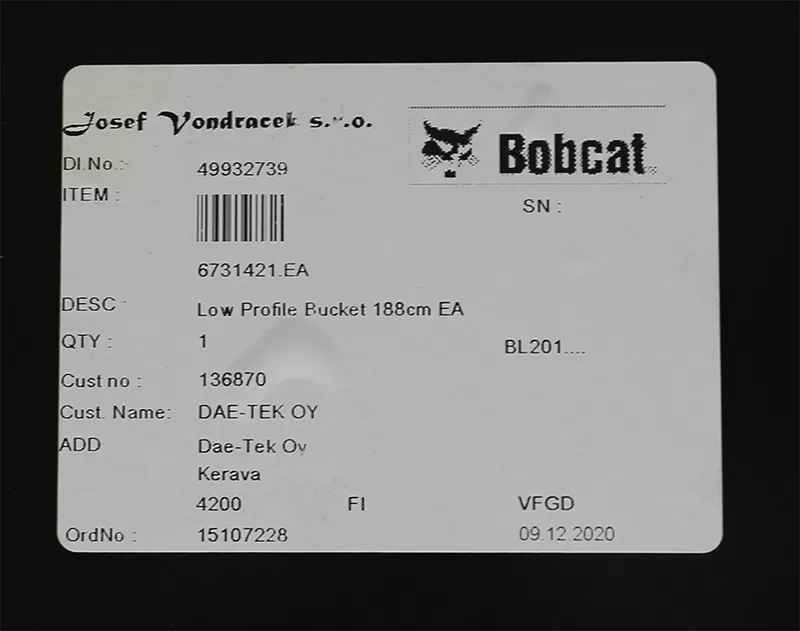 Josef Vondracek s.r.o.
Bobcat
DI.No.: 49932739
ITEM :
SN :
6731421.EA
DESC : Low Profile Bucket 188cm EA
QTY : 1
BL201....
Cust no : 136870
Cust. Name: DAE-TEK OY
ADD Dae-Tek Oy
Kerava
4200 FI VFGD
OrdNo : 15107228 09.12.2020